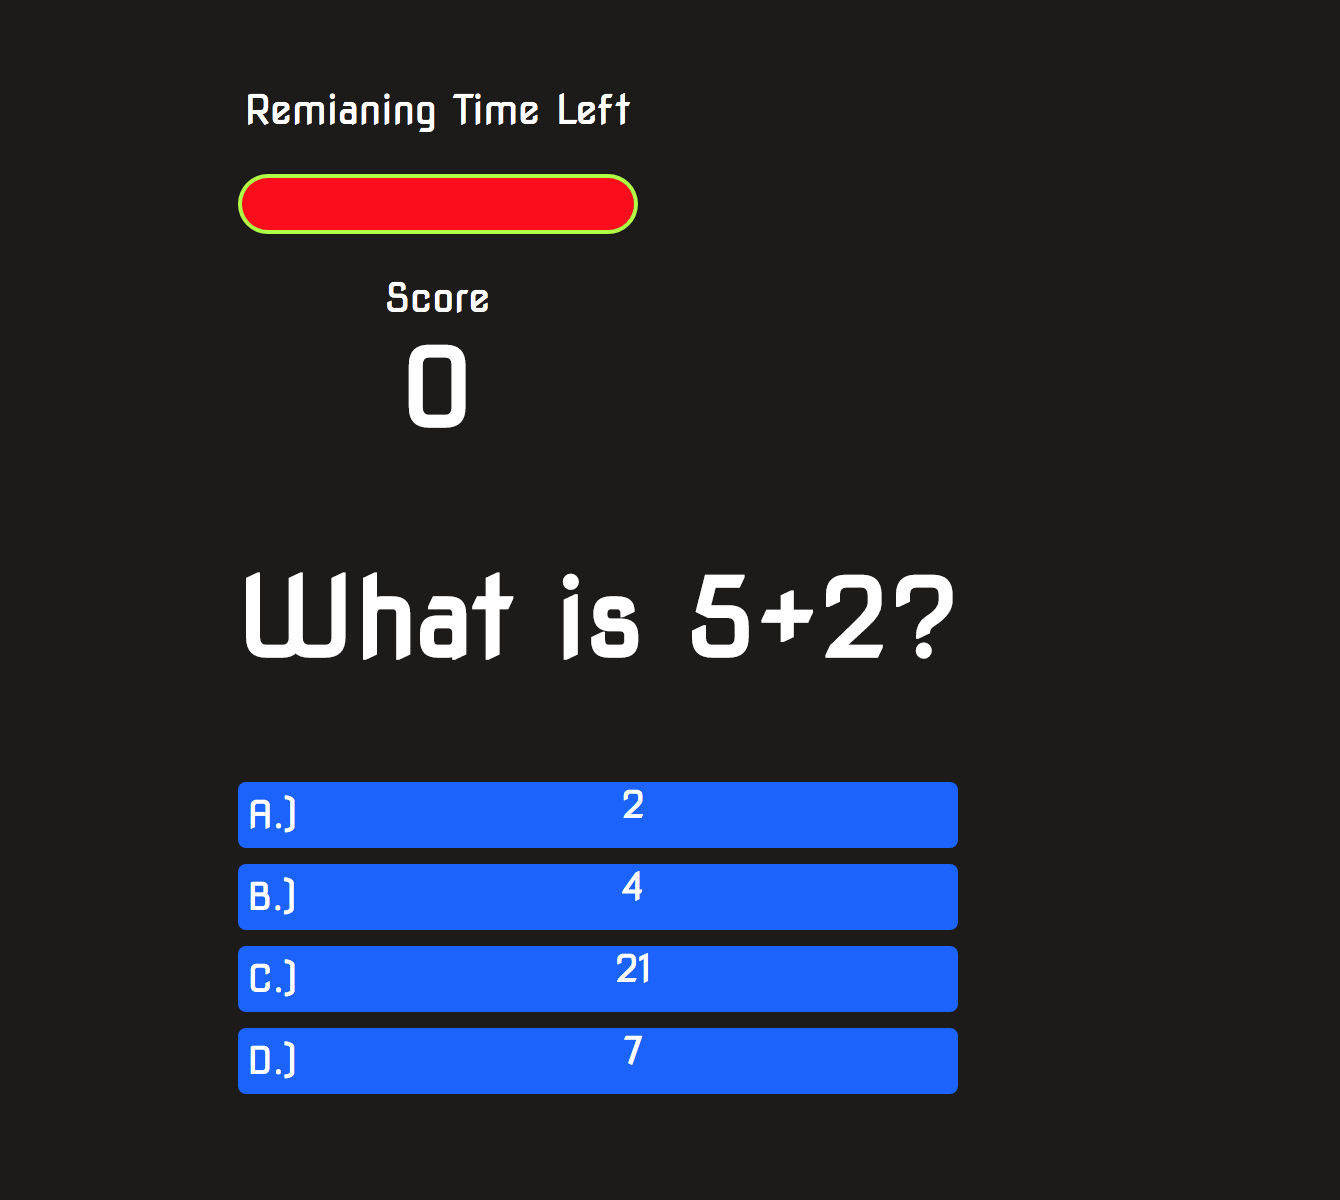 Remianing Time Left
Score
0
What is 5+2?
A.) 2
B.) 4
C.) 21
D.) 7